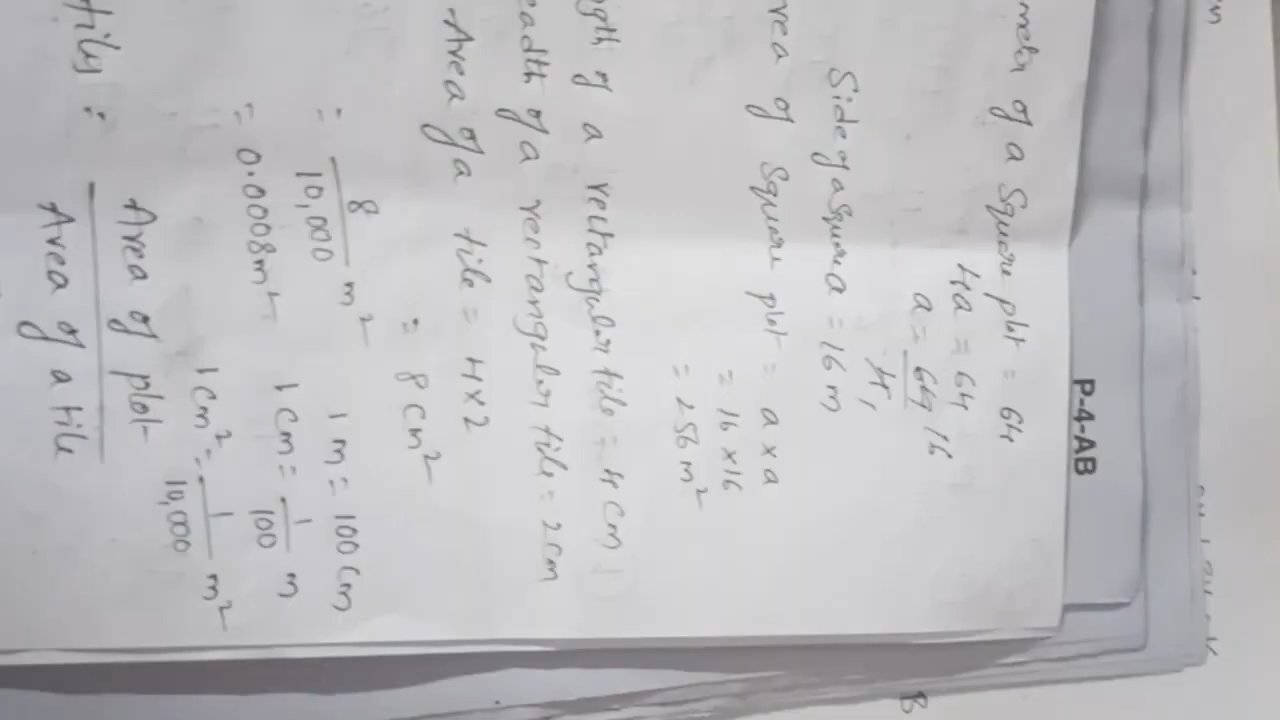 P-4-AB
meter of a Square plot = 64
4a = 64
a = 64 16
4 1
Side of a square a = 16 m
rea of Square plot = a x a
= 16 x 16
= 256 m²
gth of a rectangular tile = 4 cm
eadth of a rectangular tile = 2 cm
Area of a tile = 4 x 2
= 8 cm²
= 8 / 10,000 m² 1 m = 100 cm
= 0.0008 m² 1 cm = 1 / 100 m
1 cm² = 1 / 10,000 m²
tiles = Area of plot / Area of a tile
B